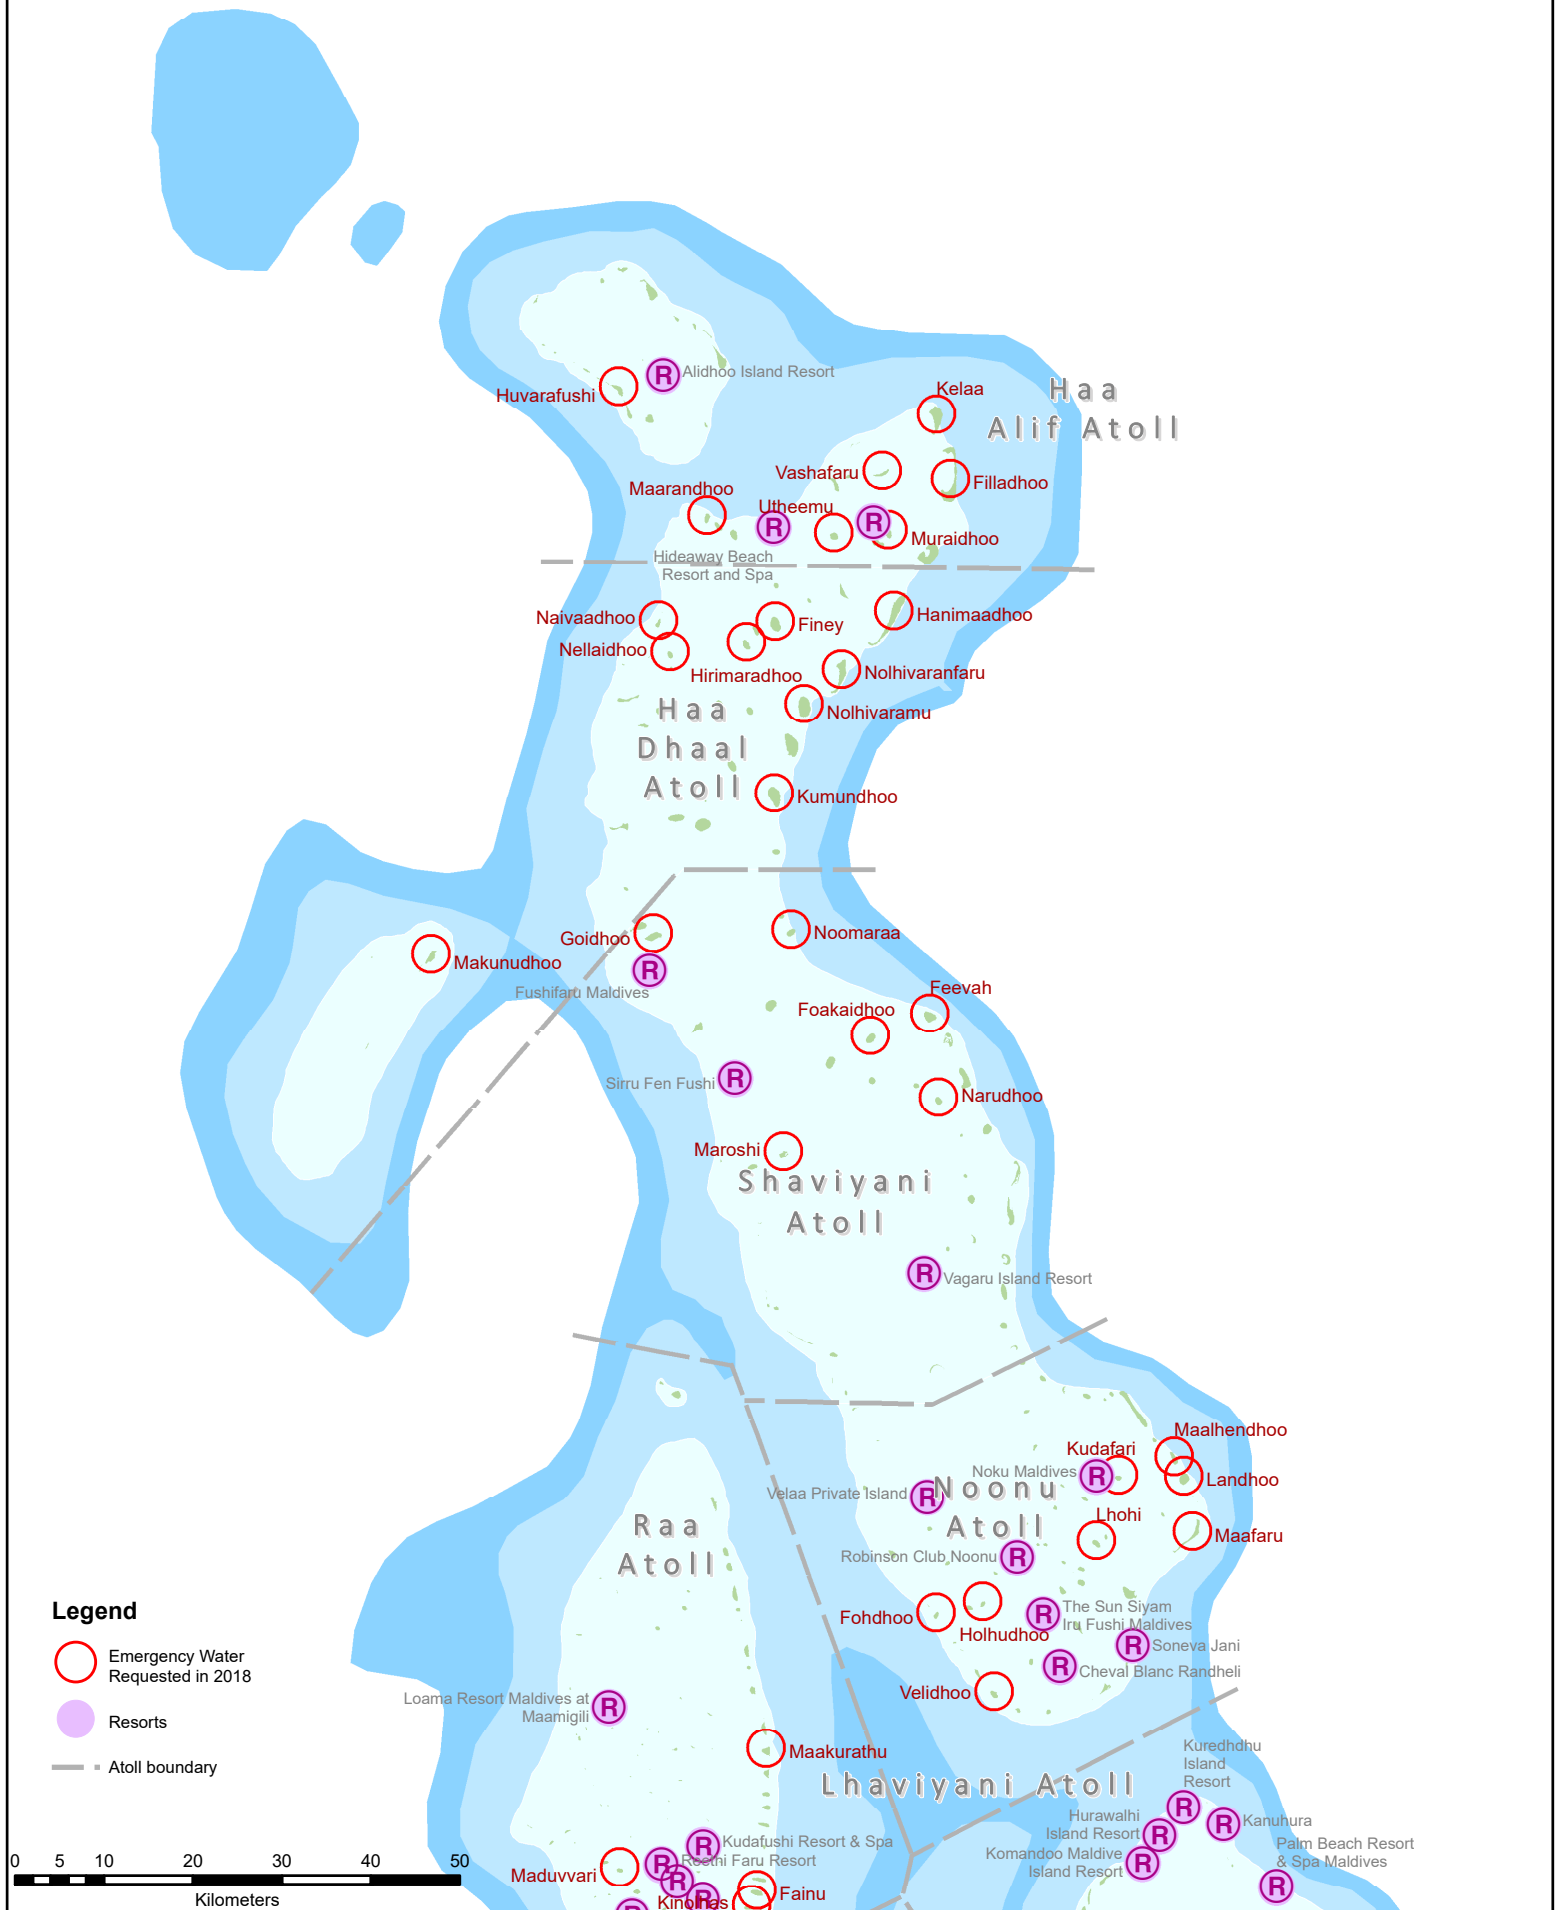 Alidhoo Island Resort
Huvarafushi
Kelaa
Haa
Alif Atoll
Vashafaru
Filladhoo
Maarandhoo
Utheemu
R
R
R
Muraidhoo
Hideaway Beach
Resort and Spa
Naivaadhoo
Finey
Hanimaadhoo
Nellaidhoo
Hirimaradhoo
Nolhivaranfaru
Haa
Dhaal
Atoll
Nolhivaramu
Kumundhoo
Goidhoo
Noomaraa
Makunudhoo
R
Fushifaru Maldives
Feevah
Foakaidhoo
Sirru Fen Fushi
R
Narudhoo
Maroshi
Shaviyani
Atoll
R
Vagaru Island Resort
Maalhendhoo
Kudafari
Noku Maldives
R
Landhoo
Velaa Private Island
R
Noonu
Atoll
Lhohi
Maafaru
Raa
Atoll
Robinson Club Noonu
R
Fohdhoo
Holhudhoo
R
The Sun Siyam
Iru Fushi Maldives
R
Soneva Jani
R
Cheval Blanc Randheli
Velidhoo
Legend
Emergency Water
Requested in 2018
Resorts
Atoll boundary
Loama Resort Maldives at
Maamigili
R
Maakurathu
Lhaviyani Atoll
Kuredhdhu
Island
Resort
R
Hurawalhi
Island Resort
R
R
Kanuhura
Komandoo Maldive
Island Resort
R
Palm Beach Resort
& Spa Maldives
R
R
Kudafushi Resort & Spa
R
Reethi Faru Resort
R
Maduvvari
R
R
Kinolhas
Fainu
0 5 10 20 30 40 50
Kilometers